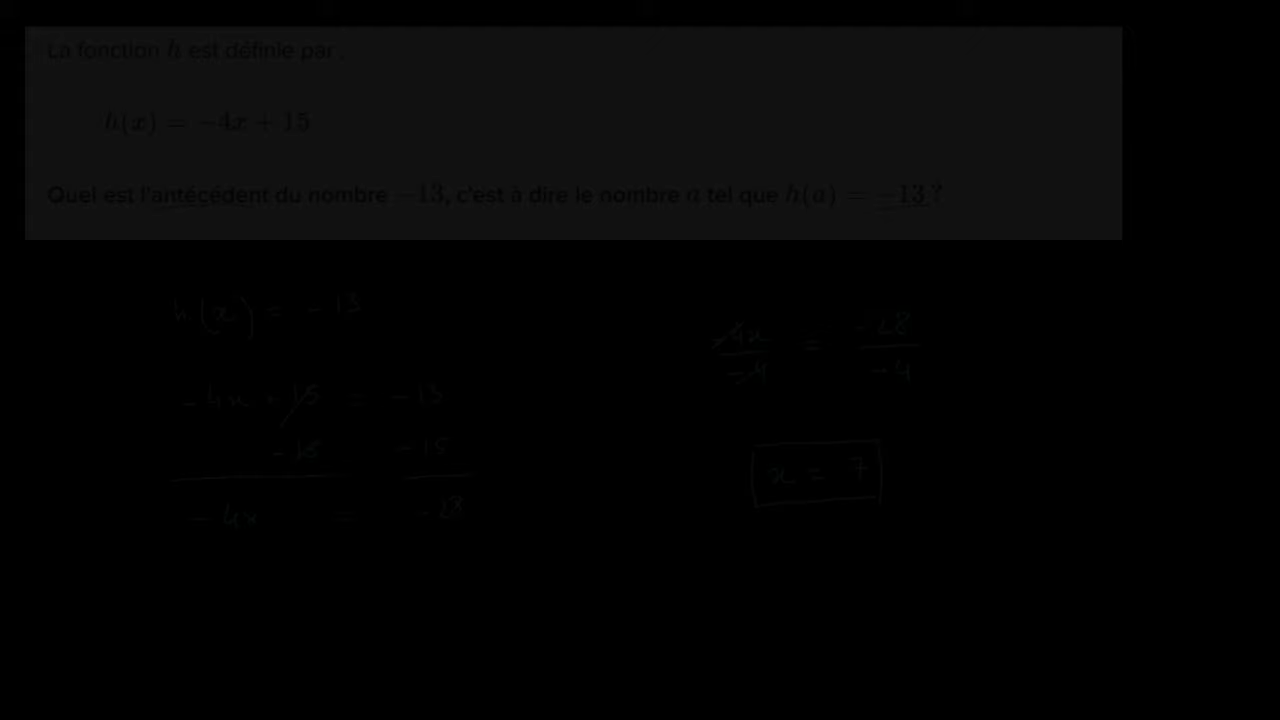 La fonction h est définie par :
h(x) = −4x + 15
Quel est l'antécédent du nombre −13, c'est à dire le nombre a tel que h(a) = −13 ?
h(x) = -13
-4x + 15 = -13
-15 -15
-4x = -28
-4x/-4 = -28/-4
x = 7